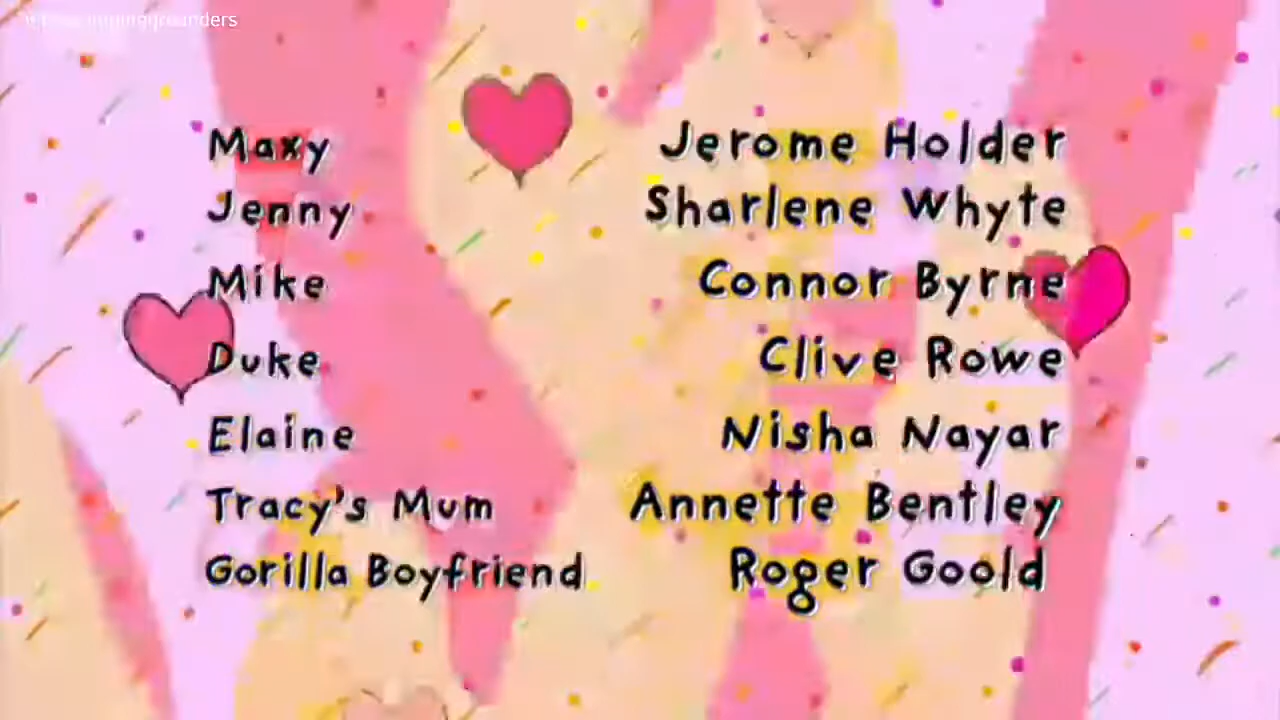 Maxy Jerome Holder
Jenny Sharlene Whyte
Mike Connor Byrne
Duke Clive Rowe
Elaine Nisha Nayar
Tracy's Mum Annette Bentley
Gorilla Boyfriend Roger Goold